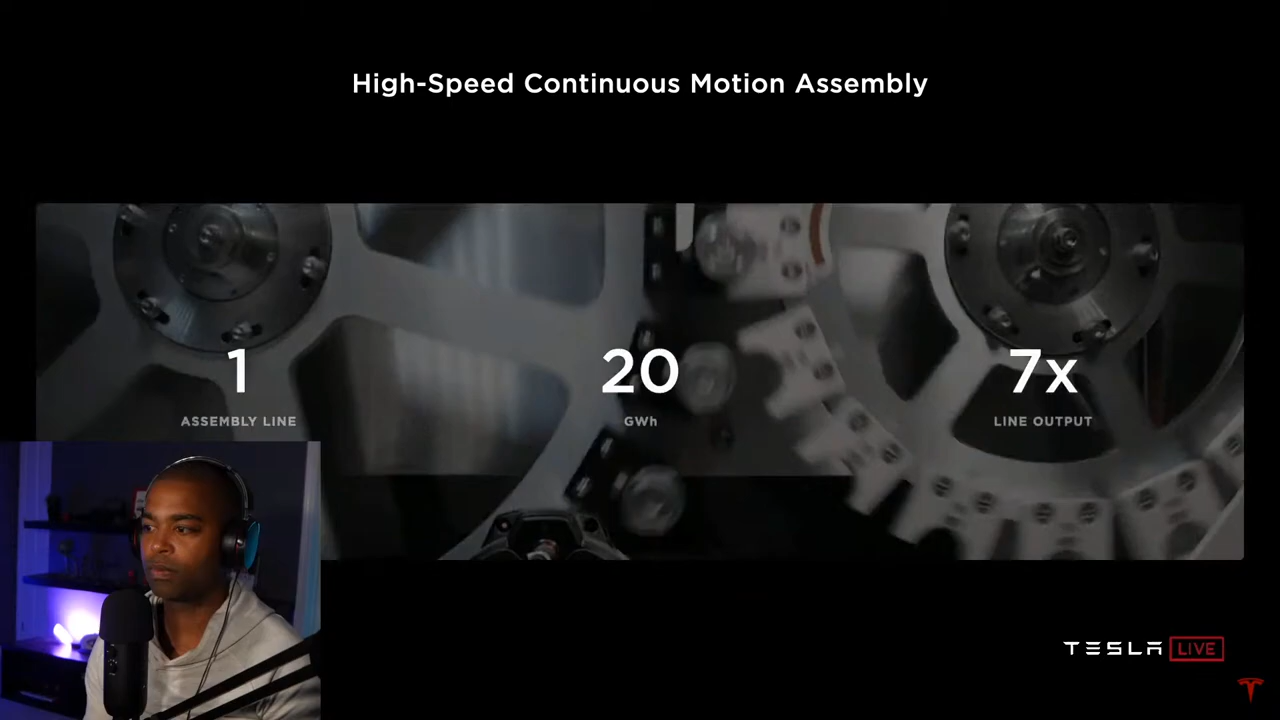 High-Speed Continuous Motion Assembly
1
ASSEMBLY LINE
20
GWh
7x
LINE OUTPUT
TESLA LIVE